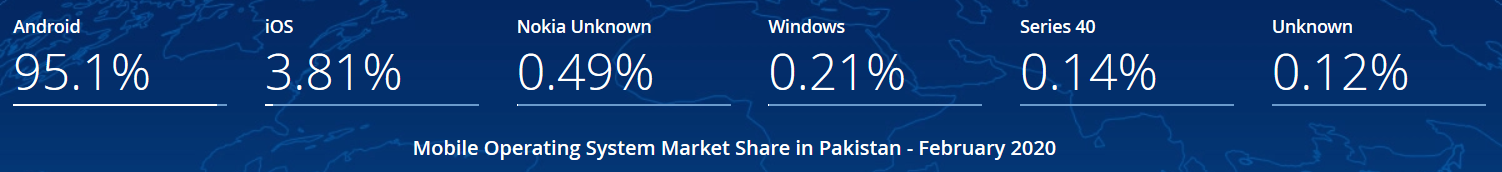 Android iOS Nokia Unknown Windows Series 40 Unknown
95.1% 3.81% 0.49% 0.21% 0.14% 0.12%
Mobile Operating System Market Share in Pakistan - February 2020